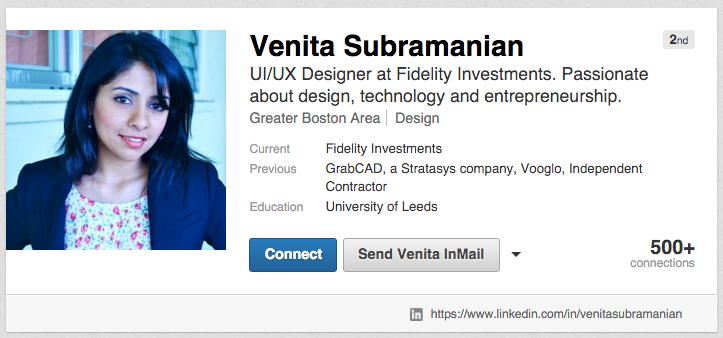 Venita Subramanian
2nd
UI/UX Designer at Fidelity Investments. Passionate
about design, technology and entrepreneurship.
Greater Boston Area | Design
Current Fidelity Investments
Previous GrabCAD, a Stratasys company, Vooglo, Independent
Contractor
Education University of Leeds
Connect Send Venita InMail 500+
connections
in https://www.linkedin.com/in/venitasubramanian